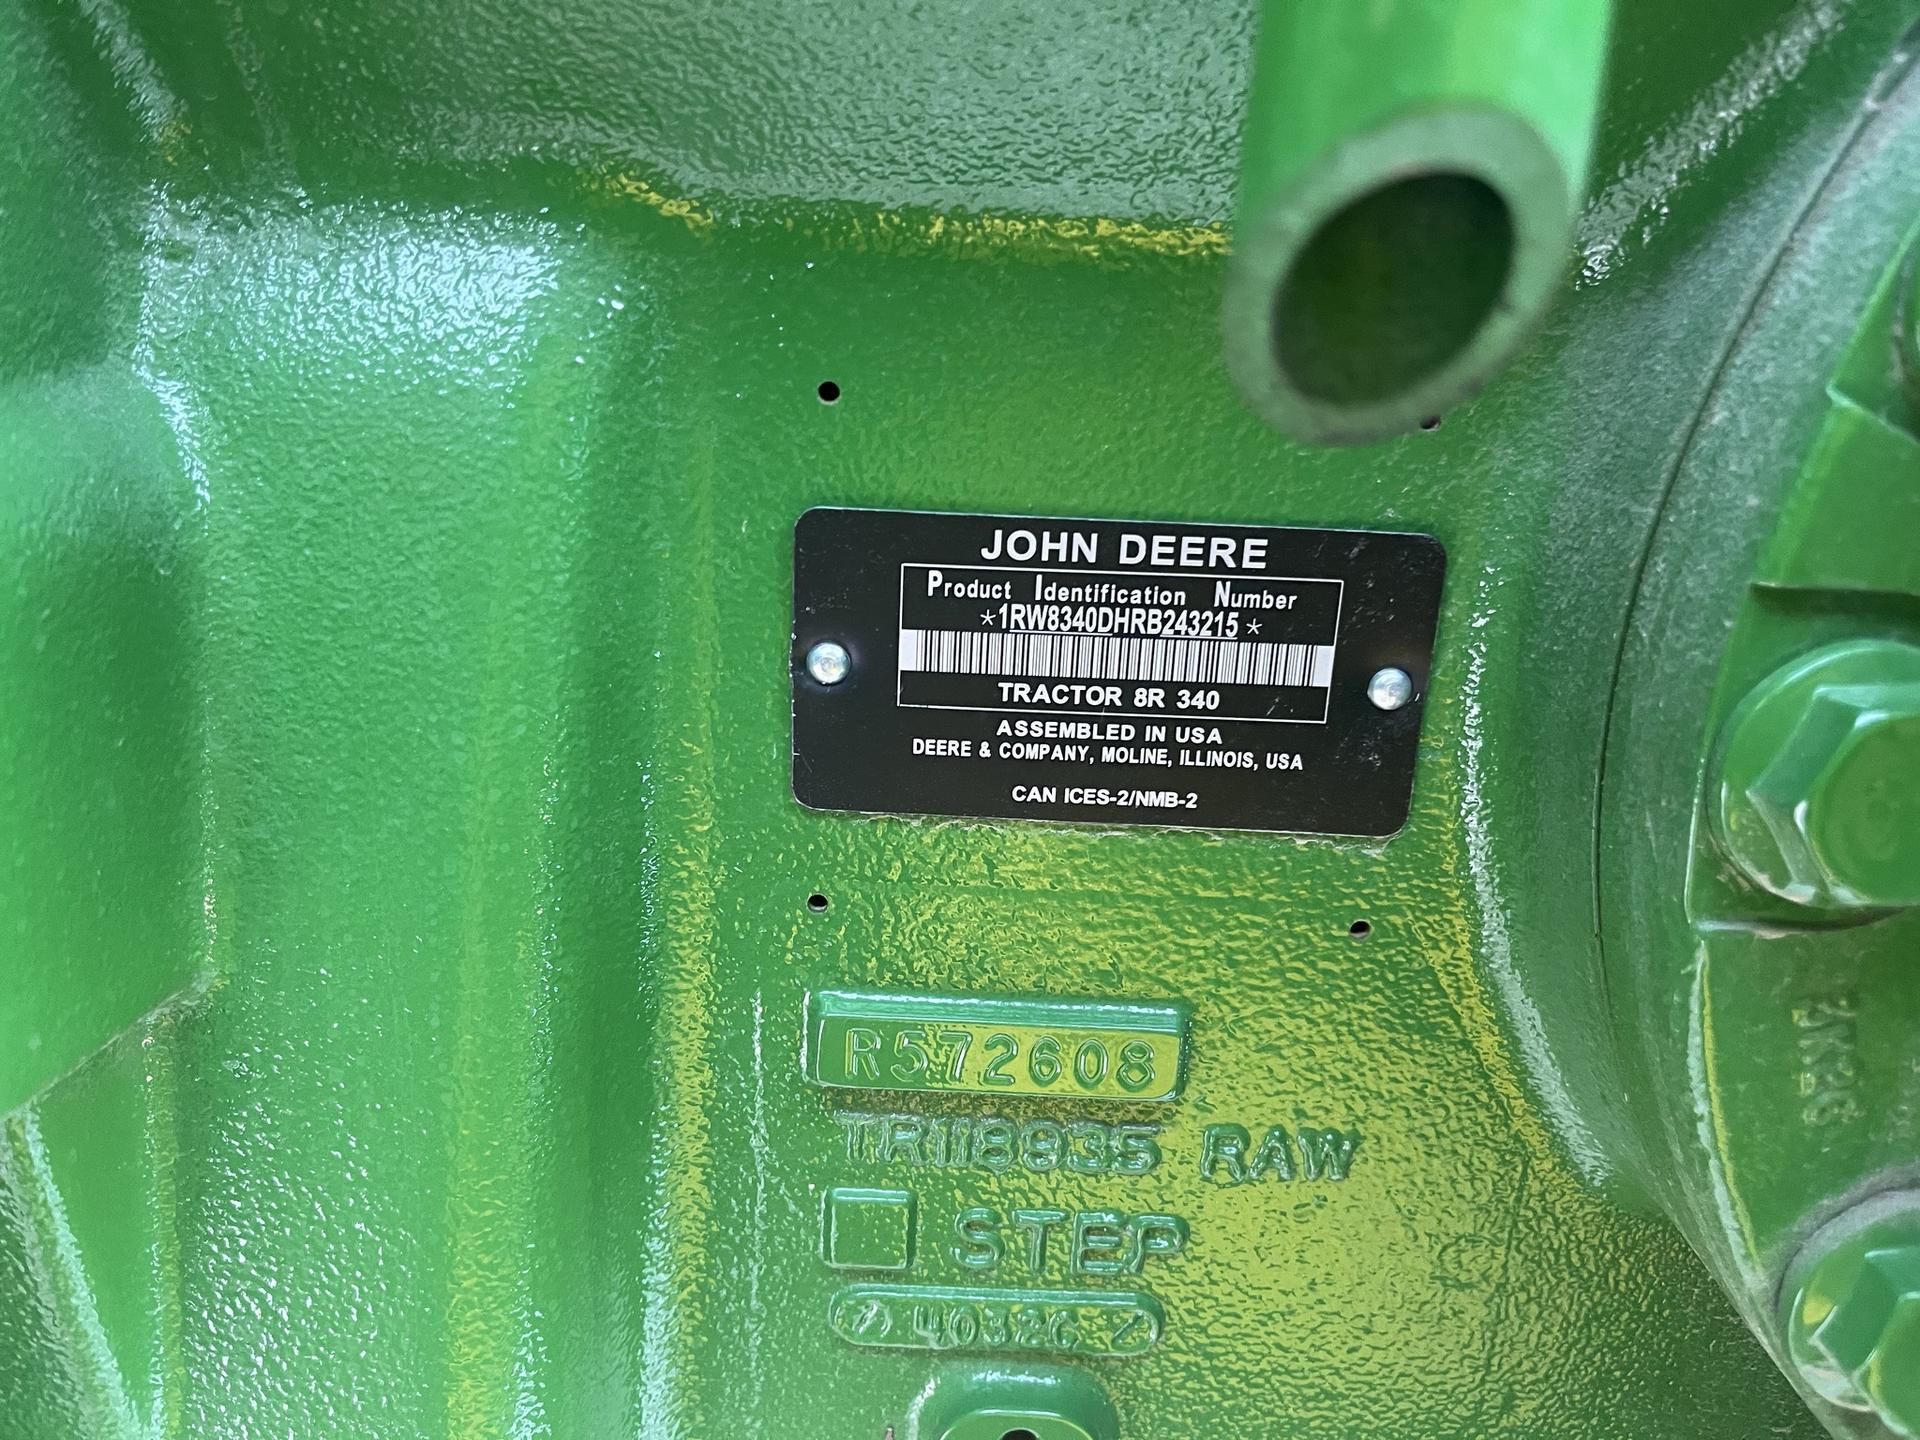 JOHN DEERE
Product Identification Number
*1RW8340DHRB243215*
TRACTOR 8R 340
ASSEMBLED IN USA
DEERE & COMPANY, MOLINE, ILLINOIS, USA
CAN ICES-2/NMB-2
R572608
TR118935 RAW
STEP